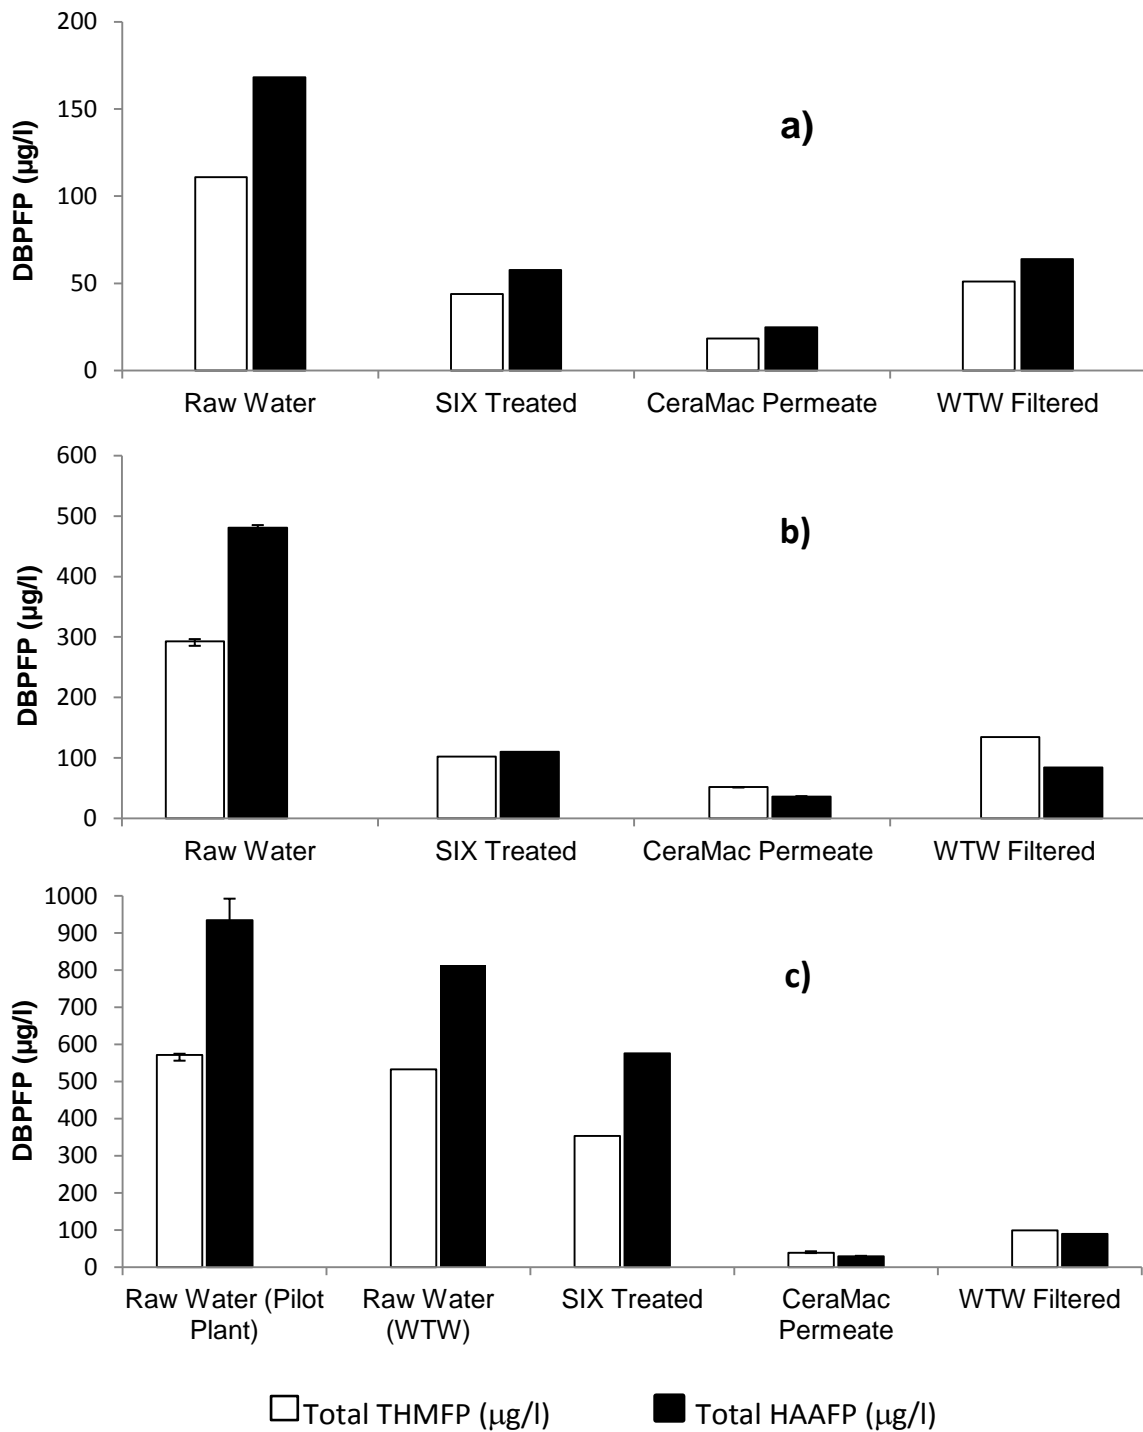 200
150
100
50
0
DBPFP (µg/l)
a)
Raw Water SIX Treated CeraMac Permeate WTW Filtered
600
500
400
300
200
100
0
DBPFP (µg/l)
b)
Raw Water SIX Treated CeraMac Permeate WTW Filtered
1000
900
800
700
600
500
400
300
200
100
0
DBPFP (µg/l)
c)
Raw Water (Pilot
Plant)
Raw Water
(WTW)
SIX Treated
CeraMac
Permeate
WTW Filtered
Total THMFP (µg/l) Total HAAFP (µg/l)